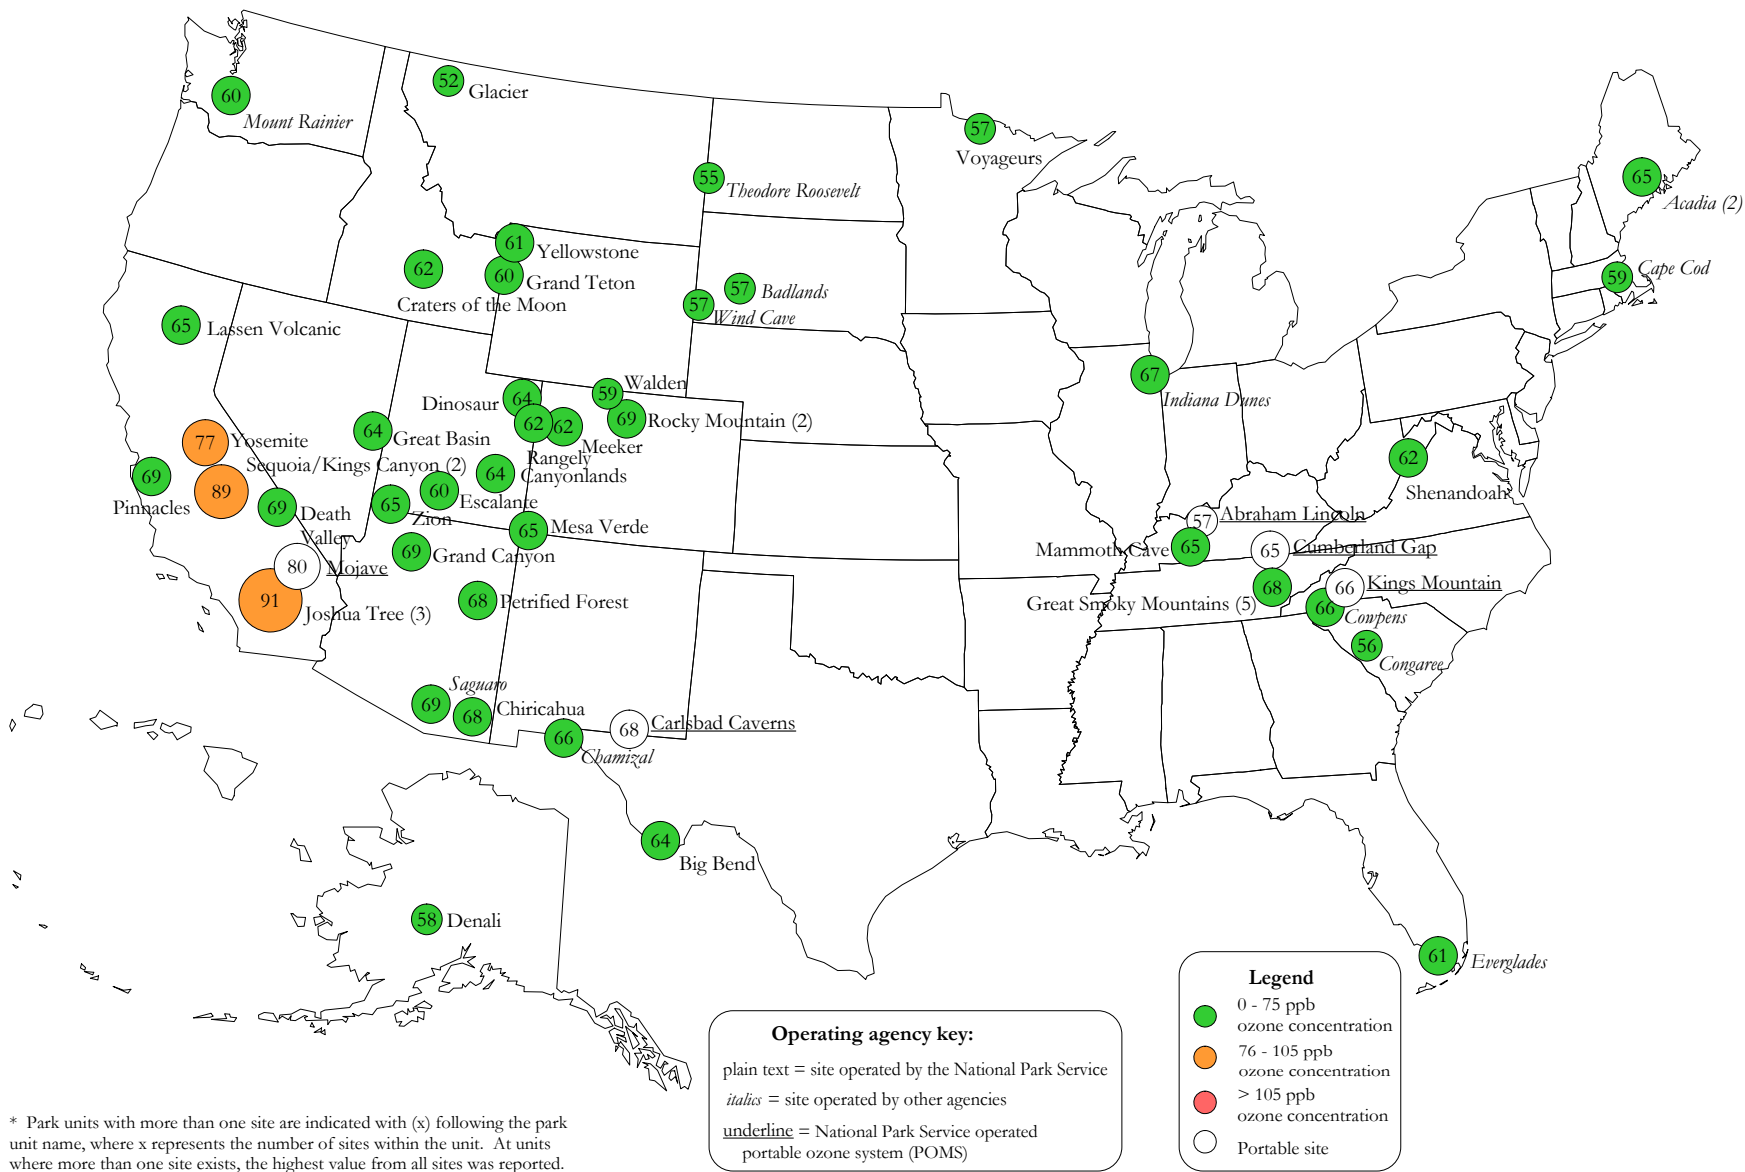 52
Glacier
60
Mount Rainier
57
Voyageurs
55
Theodore Roosevelt
65
Acadia (2)
61
Yellowstone
62
60
Grand Teton
Craters of the Moon
57
Badlands
57
Wind Cave
59
Cape Cod
65
Lassen Volcanic
67
Indiana Dunes
Walden
59
64
Dinosaur
69
Rocky Mountain (2)
62
62
Meeker
Rangely
64
Great Basin
77
Yosemite
Sequoia/Kings Canyon (2)
89
69
Pinnacles
64
Canyonlands
60
Escalante
65
Zion
69
Death
Valley
62
Shenandoah
65
Mesa Verde
69
Grand Canyon
80
Mojave
91
Joshua Tree (3)
68
Petrified Forest
57
Abraham Lincoln
Mammoth Cave
65
65
Cumberland Gap
68
Great Smoky Mountains (5)
66
Kings Mountain
66
Cowpens
56
Congaree
Saguaro
69
68
Chiricahua
66
Chamizal
68
Carlsbad Caverns
64
Big Bend
58
Denali
61
Everglades
Legend
0 - 75 ppb
ozone concentration
76 - 105 ppb
ozone concentration
> 105 ppb
ozone concentration
Portable site
Operating agency key:
plain text = site operated by the National Park Service
italics = site operated by other agencies
underline = National Park Service operated
portable ozone system (POMS)
* Park units with more than one site are indicated with (x) following the park
unit name, where x represents the number of sites within the unit. At units
where more than one site exists, the highest value from all sites was reported.